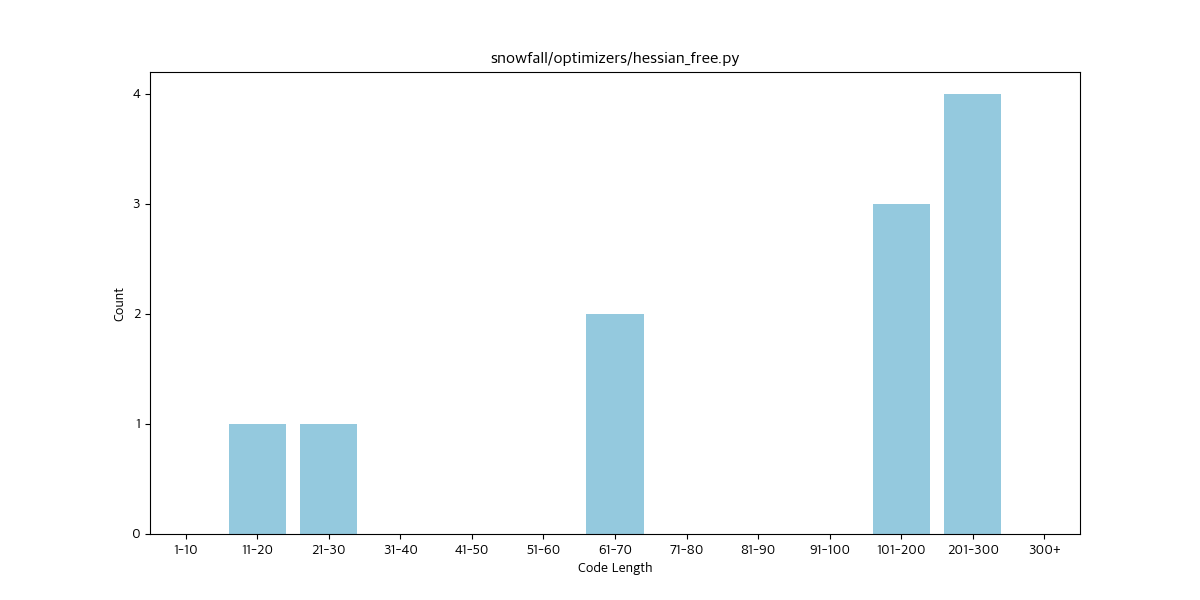 snowfall/optimizers/hessian_free.py
4
3
2
1
0
Count
1-10 11-20 21-30 31-40 41-50 51-60 61-70 71-80 81-90 91-100 101-200 201-300 300+
Code Length